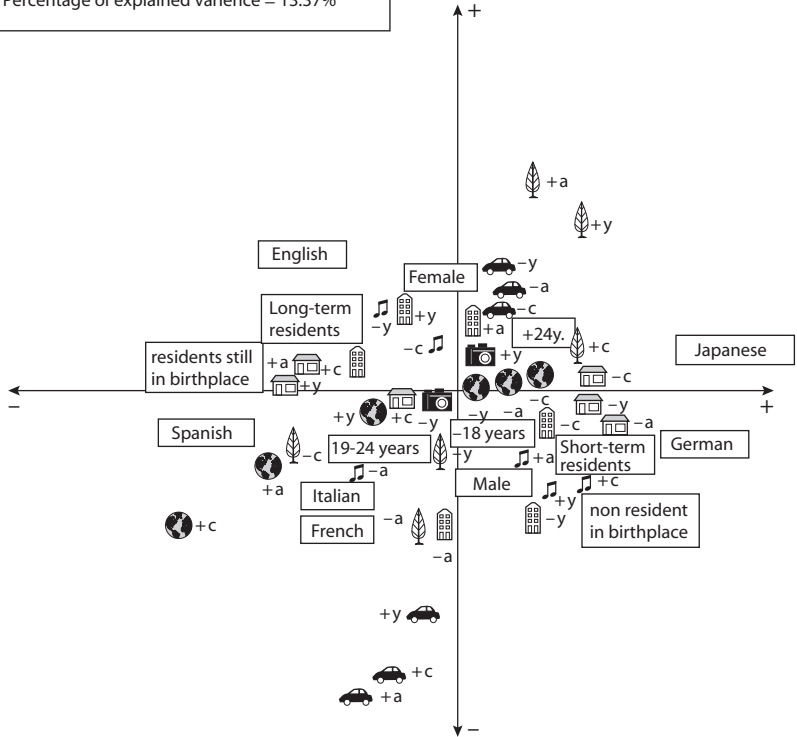 Percentage of explained varience = 13.37%
+
+a
+y
English
Female
−y
−a
Long-term
residents
−y
+y
−c
+a
+24y.
−c
+y
+c
Japanese
residents still
in birthplace
+a
+c
+y
−c
−
+
+y
+c
−y
−y
−a
−c
−y
−a
−c
Spanish
−c
19-24 years
−y
−18 years
+a
Short-term
residents
German
+a
−a
Italian
Male
+y
+c
French
−a
−a
−y
non resident
in birthplace
+c
+y
+c
+a
−